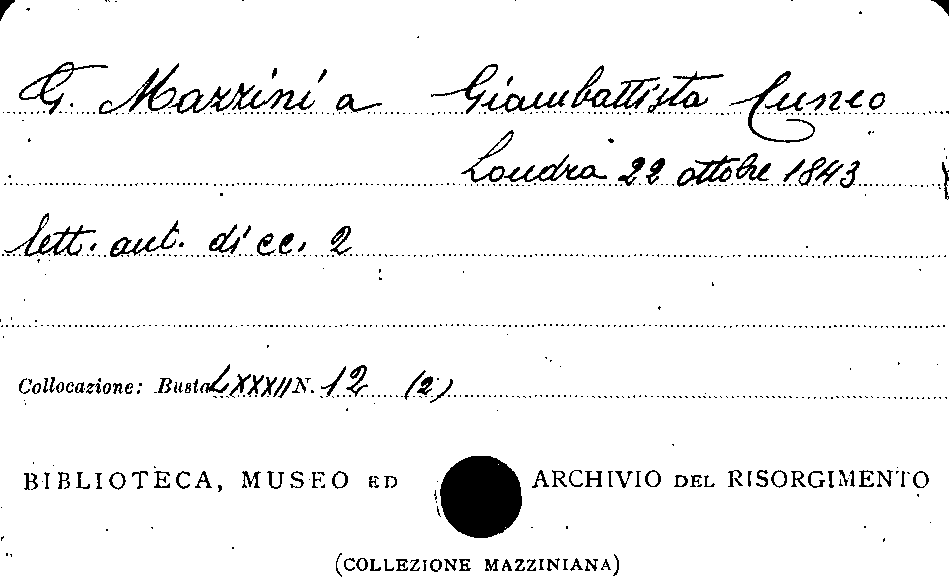 G. Mazzini a Giambattista Cuneo
Londra 22 ottobre 1843
lett. aut. di cc. 2
Collocazione: Busta LXXXII N. 12 (2)
BIBLIOTECA, MUSEO ED ARCHIVIO DEL RISORGIMENTO
(COLLEZIONE MAZZINIANA)